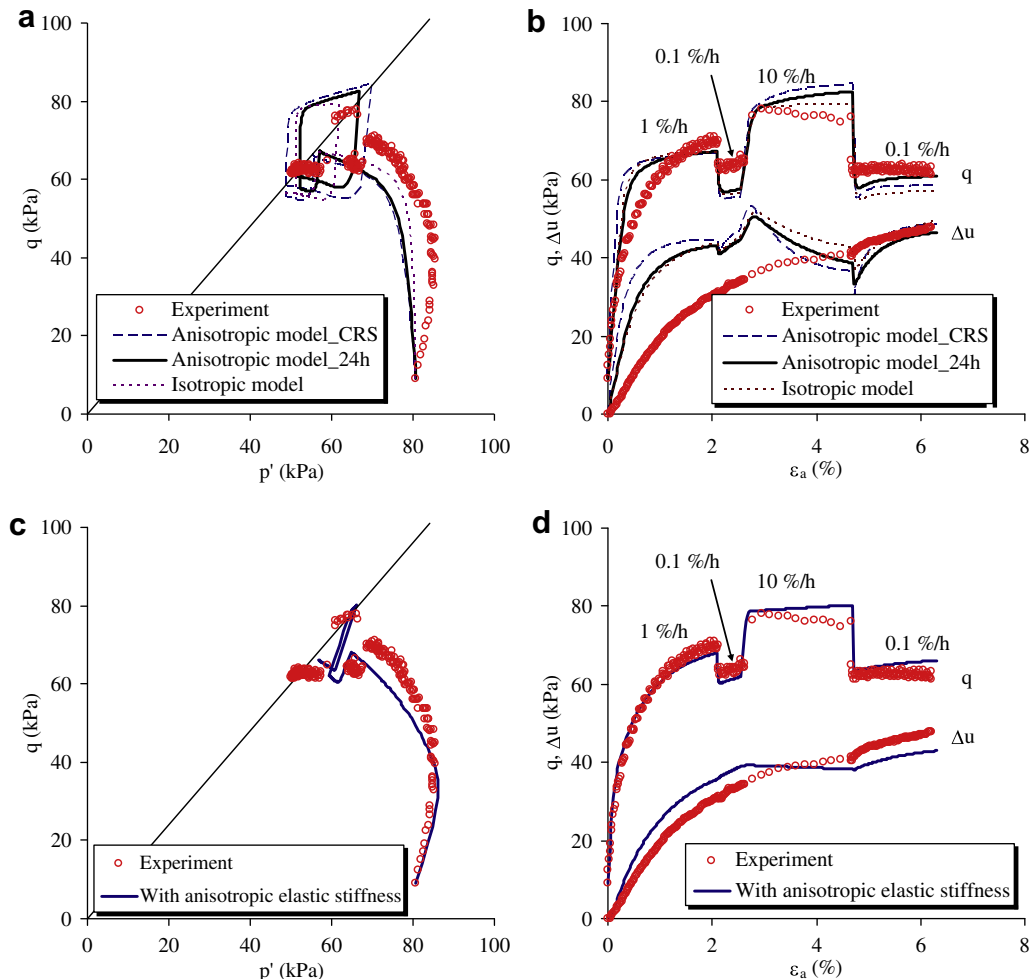 a
100
80
60
40
20
0
q (kPa)
0 20 40 60 80 100
p' (kPa)
Experiment
Anisotropic model_CRS
Anisotropic model_24h
Isotropic model
b
100
80
60
40
20
0
q, Δu (kPa)
0.1 %/h
10 %/h
1 %/h
0.1 %/h
q
Δu
Experiment
Anisotropic model_CRS
Anisotropic model_24h
Isotropic model
0 2 4 6 8
εa (%)
c
100
80
60
40
20
0
q (kPa)
Experiment
With anisotropic elastic stiffness
0 20 40 60 80 100
p' (kPa)
d
100
80
60
40
20
0
q, Δu (kPa)
0.1 %/h
10 %/h
1 %/h
0.1 %/h
q
Δu
Experiment
With anisotropic elastic stiffness
0 2 4 6 8
εa (%)